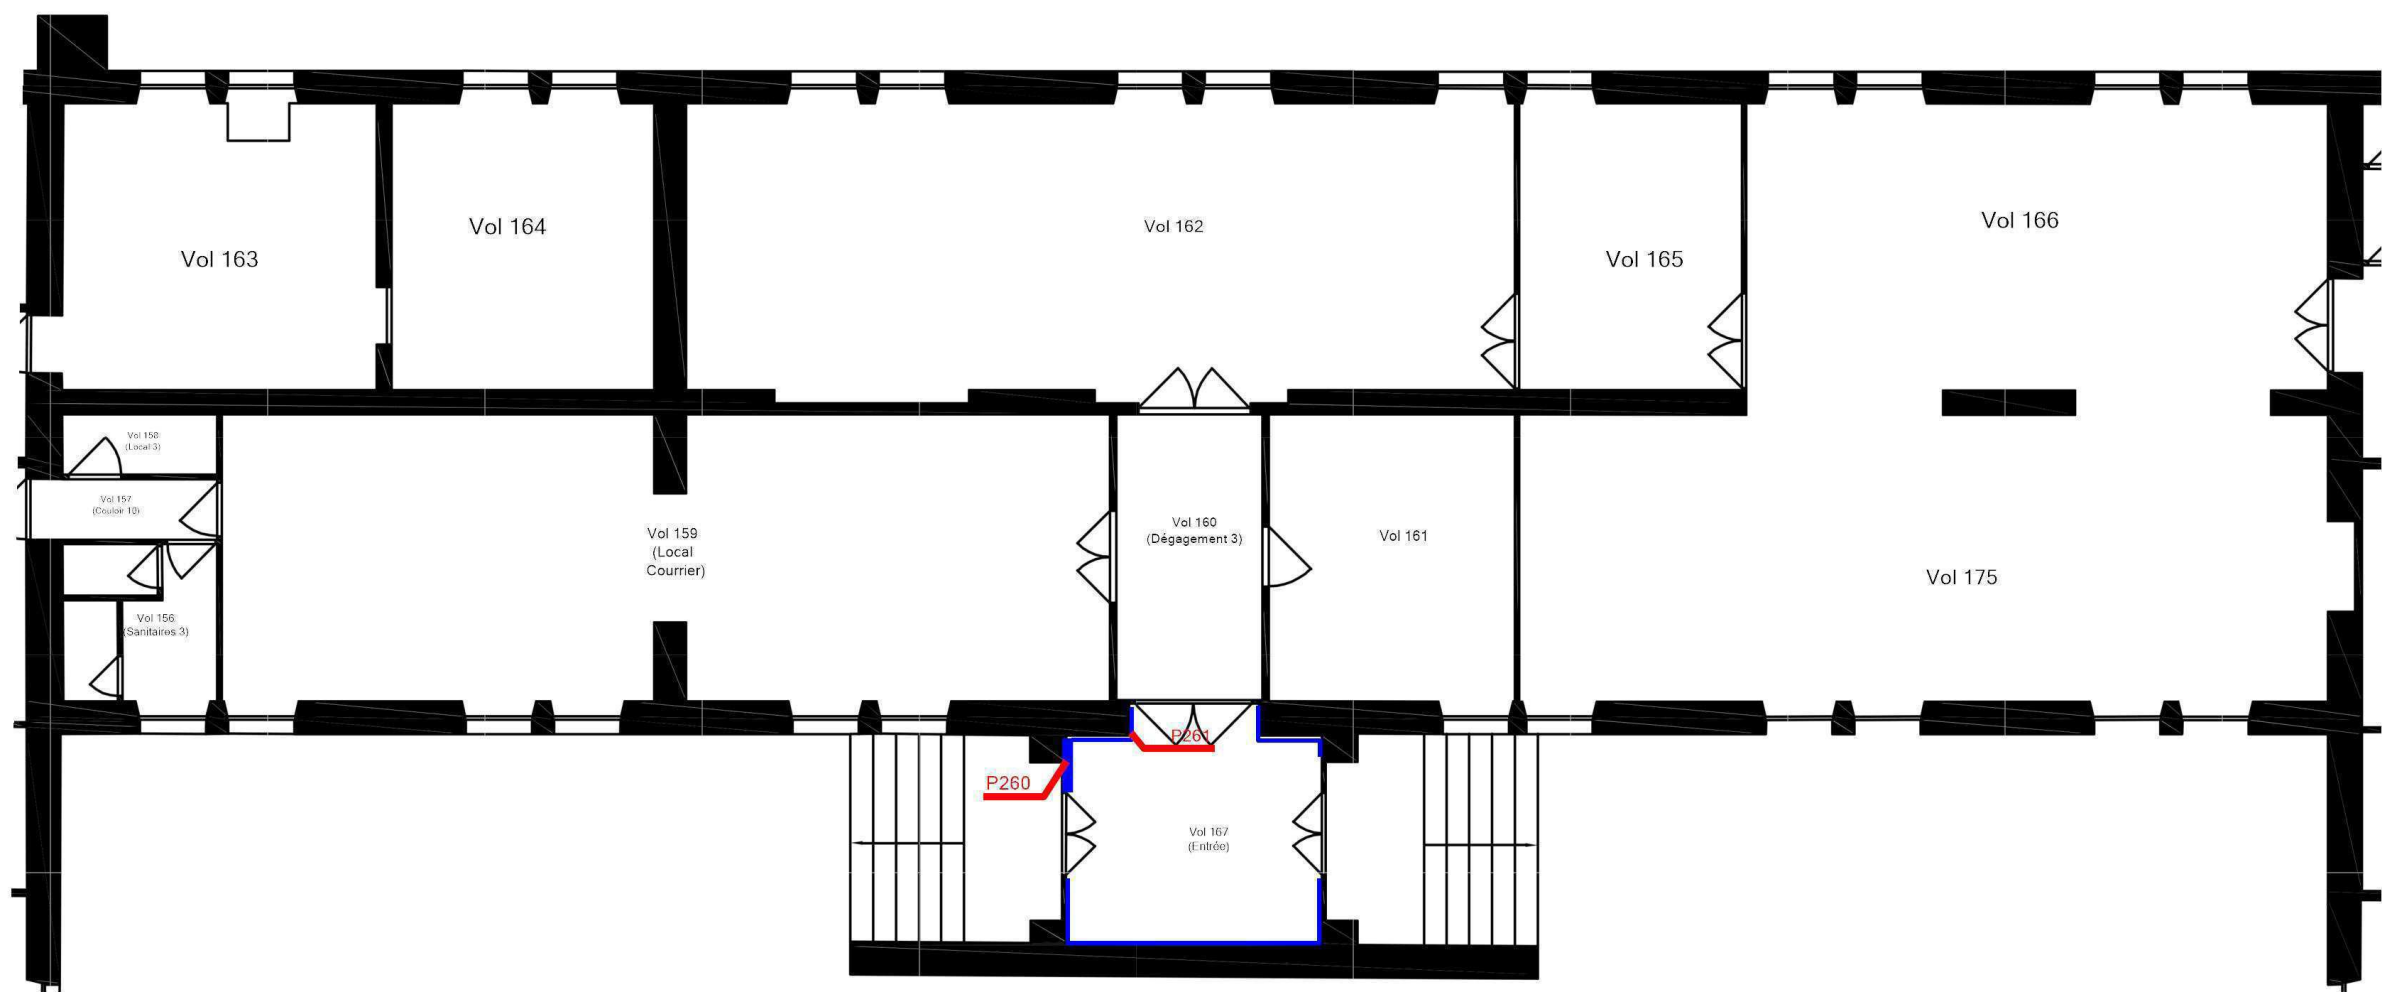 Vol 163
Vol 164
Vol 162
Vol 165
Vol 166
Vol 158
(Local 3)
Vol 157
(Couloir 10)
Vol 156
(Sanitaires 3)
Vol 159
(Local
Courrier)
Vol 160
(Dégagement 3)
Vol 161
Vol 175
P261
P260
Vol 167
(Entrée)